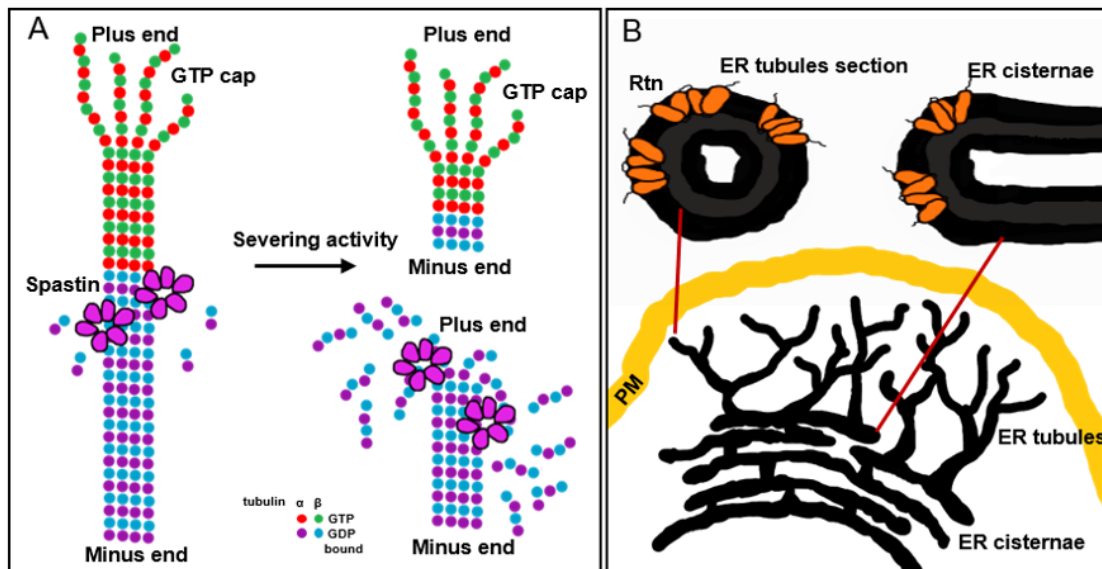 A
Plus end
GTP cap
Spastin
Minus end
Severing activity
Plus end
GTP cap
Minus end
Plus end
Minus end
tubulin α β
GTP
GDP
bound
B
Rtn
ER tubules section
ER cisternae
PM
ER tubules
ER cisternae